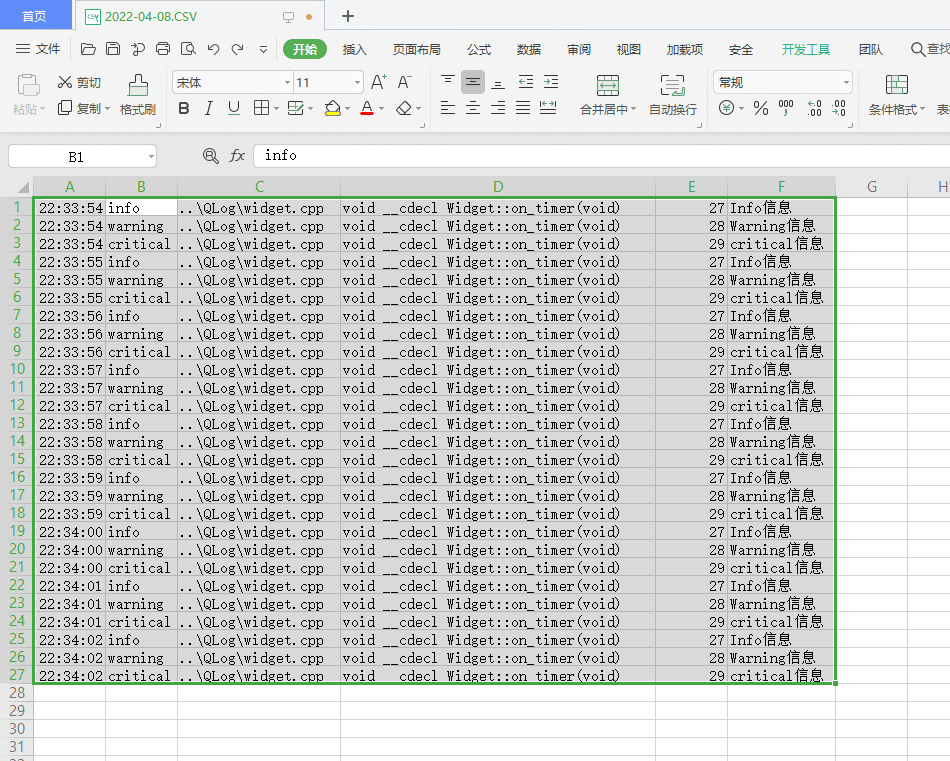 首页 2022-04-08.CSV
文件 开始 插入 页面布局 公式 数据 审阅 视图 加载项 安全 开发工具 团队 查找
粘贴 剪切 复制 格式刷 宋体 11 A+ A- B I U A 合并居中 自动换行 常规 ¥ % 000 .00 条件格式
B1 fx info
A B C D E F G H
1 22:33:54 info ..\QLog\widget.cpp void __cdecl Widget::on_timer(void) 27 Info信息
2 22:33:54 warning ..\QLog\widget.cpp void __cdecl Widget::on_timer(void) 28 Warning信息
3 22:33:54 critical ..\QLog\widget.cpp void __cdecl Widget::on_timer(void) 29 critical信息
4 22:33:55 info ..\QLog\widget.cpp void __cdecl Widget::on_timer(void) 27 Info信息
5 22:33:55 warning ..\QLog\widget.cpp void __cdecl Widget::on_timer(void) 28 Warning信息
6 22:33:55 critical ..\QLog\widget.cpp void __cdecl Widget::on_timer(void) 29 critical信息
7 22:33:56 info ..\QLog\widget.cpp void __cdecl Widget::on_timer(void) 27 Info信息
8 22:33:56 warning ..\QLog\widget.cpp void __cdecl Widget::on_timer(void) 28 Warning信息
9 22:33:56 critical ..\QLog\widget.cpp void __cdecl Widget::on_timer(void) 29 critical信息
10 22:33:57 info ..\QLog\widget.cpp void __cdecl Widget::on_timer(void) 27 Info信息
11 22:33:57 warning ..\QLog\widget.cpp void __cdecl Widget::on_timer(void) 28 Warning信息
12 22:33:57 critical ..\QLog\widget.cpp void __cdecl Widget::on_timer(void) 29 critical信息
13 22:33:58 info ..\QLog\widget.cpp void __cdecl Widget::on_timer(void) 27 Info信息
14 22:33:58 warning ..\QLog\widget.cpp void __cdecl Widget::on_timer(void) 28 Warning信息
15 22:33:58 critical ..\QLog\widget.cpp void __cdecl Widget::on_timer(void) 29 critical信息
16 22:33:59 info ..\QLog\widget.cpp void __cdecl Widget::on_timer(void) 27 Info信息
17 22:33:59 warning ..\QLog\widget.cpp void __cdecl Widget::on_timer(void) 28 Warning信息
18 22:33:59 critical ..\QLog\widget.cpp void __cdecl Widget::on_timer(void) 29 critical信息
19 22:34:00 info ..\QLog\widget.cpp void __cdecl Widget::on_timer(void) 27 Info信息
20 22:34:00 warning ..\QLog\widget.cpp void __cdecl Widget::on_timer(void) 28 Warning信息
21 22:34:00 critical ..\QLog\widget.cpp void __cdecl Widget::on_timer(void) 29 critical信息
22 22:34:01 info ..\QLog\widget.cpp void __cdecl Widget::on_timer(void) 27 Info信息
23 22:34:01 warning ..\QLog\widget.cpp void __cdecl Widget::on_timer(void) 28 Warning信息
24 22:34:01 critical ..\QLog\widget.cpp void __cdecl Widget::on_timer(void) 29 critical信息
25 22:34:02 info ..\QLog\widget.cpp void __cdecl Widget::on_timer(void) 27 Info信息
26 22:34:02 warning ..\QLog\widget.cpp void __cdecl Widget::on_timer(void) 28 Warning信息
27 22:34:02 critical ..\QLog\widget.cpp void __cdecl Widget::on_timer(void) 29 critical信息
28
29
30
31